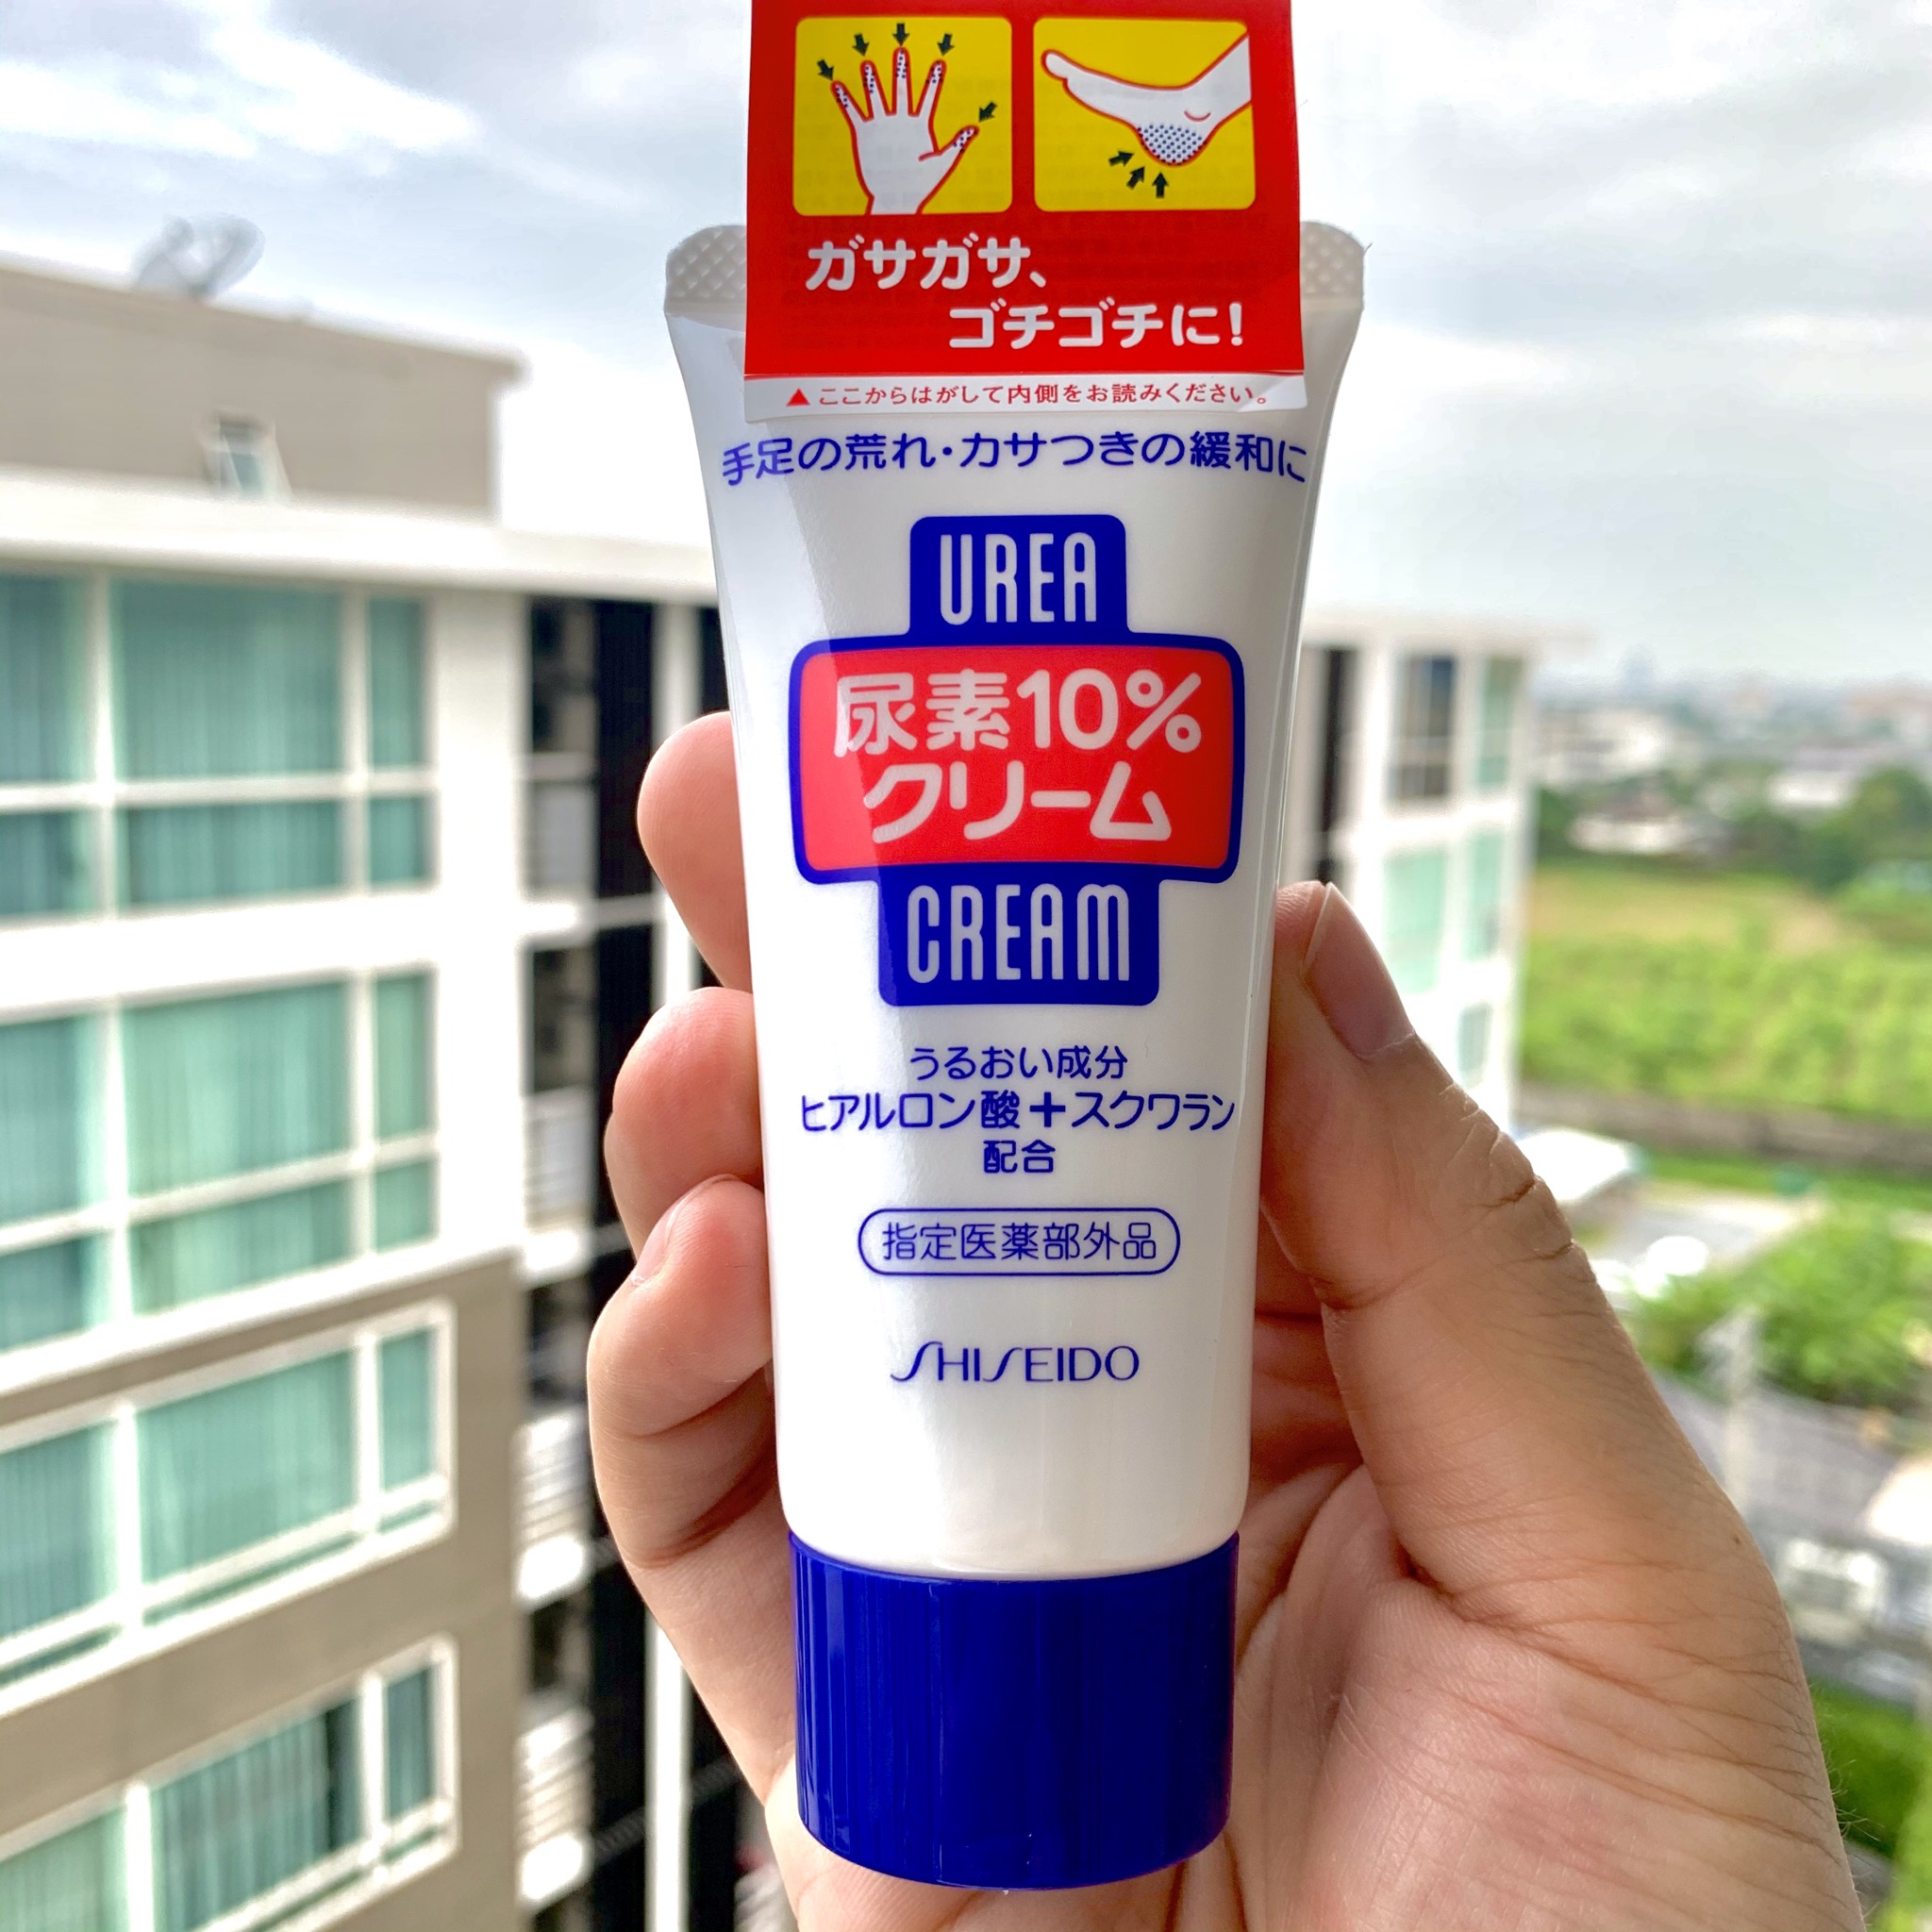 ガサガサ、
ゴチゴチに!
▲ここからはがして内側をお読みください。
手足の荒れ・カサつきの緩和に
UREA
尿素10%
クリーム
CREAM
うるおい成分
ヒアルロン酸+スクワラン
配合
指定医薬部外品
SHISEIDO